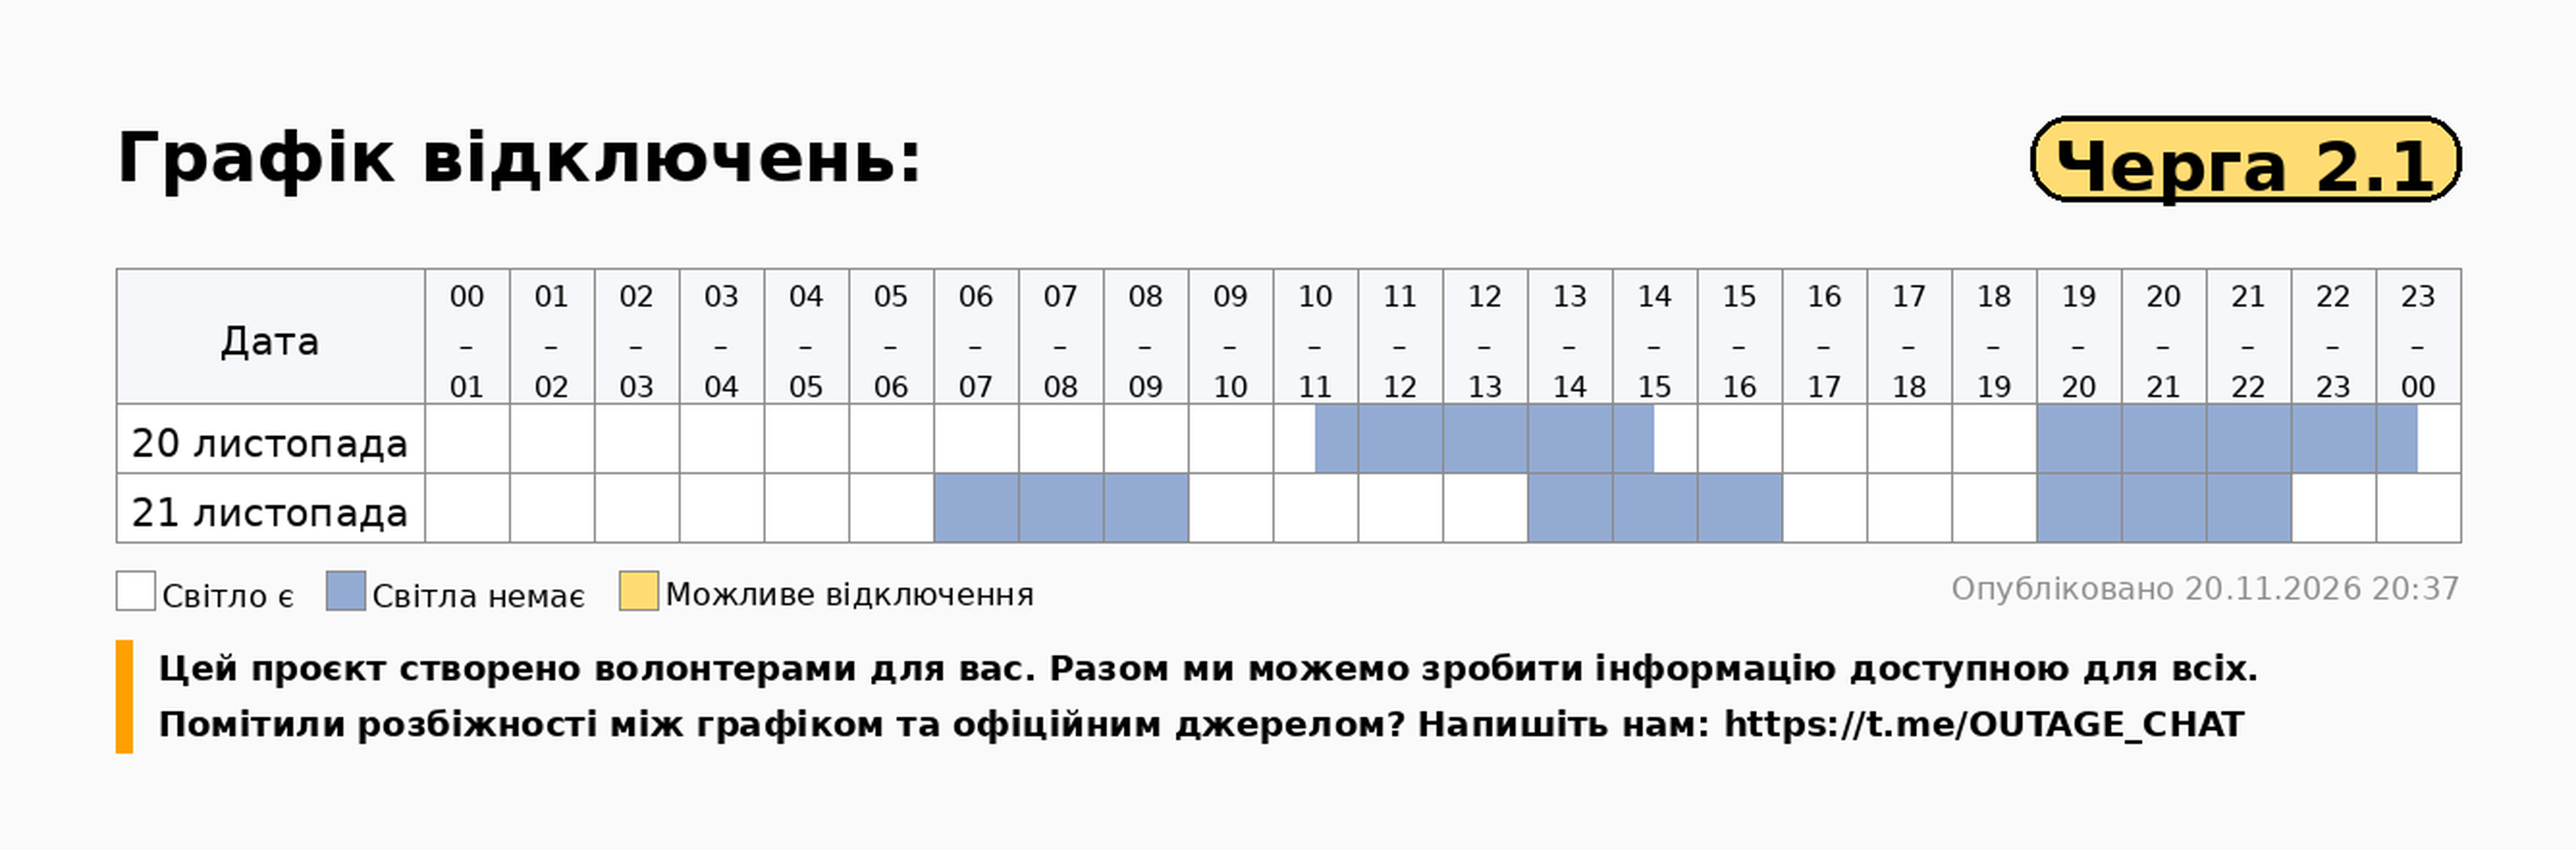 Графік відключень:
Черга 2.1
Дата
00 – 01
01 – 02
02 – 03
03 – 04
04 – 05
05 – 06
06 – 07
07 – 08
08 – 09
09 – 10
10 – 11
11 – 12
12 – 13
13 – 14
14 – 15
15 – 16
16 – 17
17 – 18
18 – 19
19 – 20
20 – 21
21 – 22
22 – 23
23 – 00
20 листопада
21 листопада
Світло є
Світла немає
Можливе відключення
Опубліковано 20.11.2026 20:37
Цей проєкт створено волонтерами для вас. Разом ми можемо зробити інформацію доступною для всіх.
Помітили розбіжності між графіком та офіційним джерелом? Напишіть нам: https://t.me/OUTAGE_CHAT